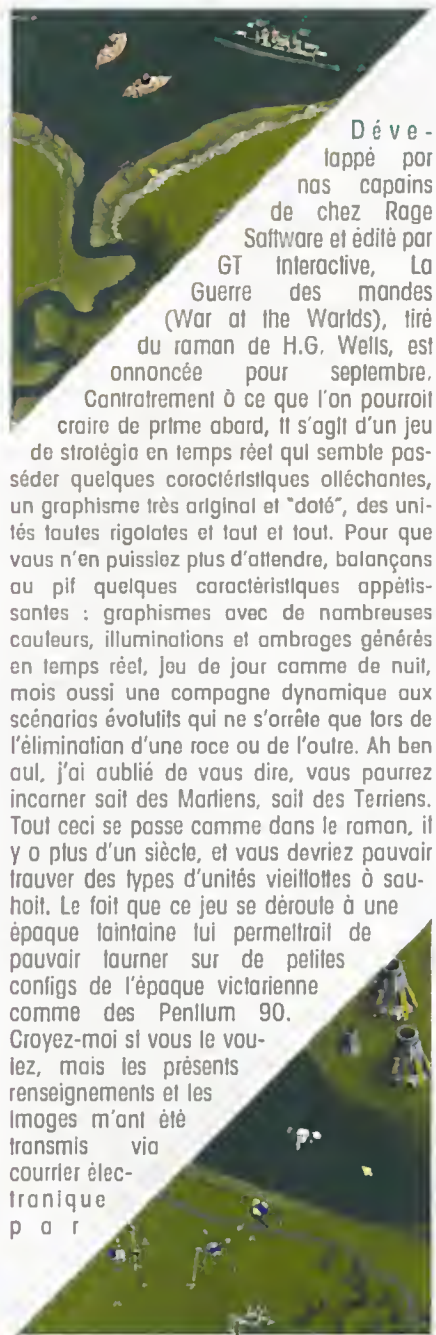 Déve-
loppé par
nos copains
de chez Rage
Software et édité par
GT Interactive, La
Guerre des mondes
(War of the Worlds), tiré
du roman de H.G. Wells, est
annoncée pour septembre.
Contrairement à ce que l'on pourrait
croire de prime abord, il s'agit d'un jeu
de stratégie en temps réel qui semble pos-
séder quelques caractéristiques alléchantes,
un graphisme très original et "daté", des uni-
tés toutes rigolotes et tout et tout. Pour que
vous n'en puissiez plus d'attendre, balançons
au pif quelques caractéristiques appétis-
santes : graphismes avec de nombreuses
couleurs, illuminations et ombrages générés
en temps réel, jeu de jour comme de nuit,
mais aussi une campagne dynamique aux
scénarios évolutifs qui ne s'arrête que lors de
l'élimination d'une race ou de l'autre. Ah ben
oui, j'ai oublié de vous dire, vous pourrez
incarner soit des Martiens, soit des Terriens.
Tout ceci se passe comme dans le roman, il
y a plus d'un siècle, et vous devriez pouvoir
trouver des types d'unités vieillottes à sou-
hait. Le fait que ce jeu se déroule à une
époque lointaine lui permettrait de
pouvoir tourner sur de petites
configs de l'époque victorienne
comme des Pentium 90.
Croyez-moi si vous le vou-
lez, mais les présents
renseignements et les
images m'ont été
transmis via
courrier élec-
tronique
par